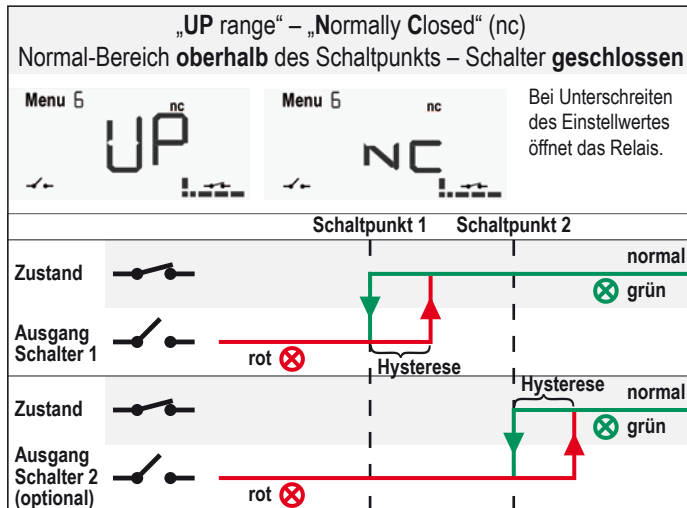 „UP range“ – „Normally Closed“ (nc)
Normal-Bereich oberhalb des Schaltpunkts – Schalter geschlossen
Menu 6
nc
UP
Menu 6
nc
NC
Bei Unterschreiten
des Einstellwertes
öffnet das Relais.
Schaltpunkt 1 Schaltpunkt 2
Zustand
normal
grün
Ausgang
Schalter 1
rot
Hysterese
Zustand
Hysterese
normal
grün
Ausgang
Schalter 2
(optional)
rot